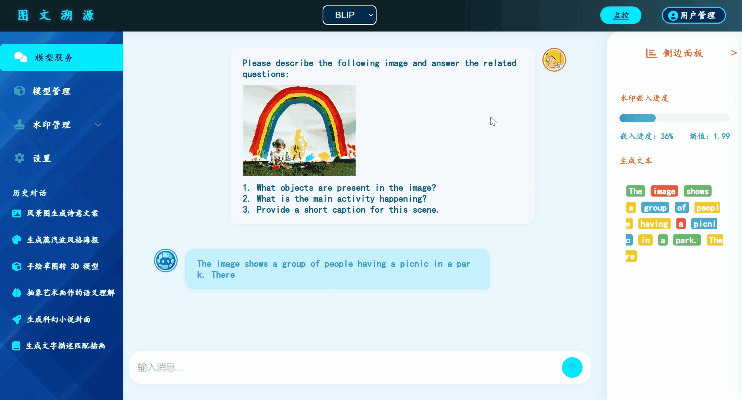 图 文 溯 源
BLIP
监控
用户管理
模型服务
模型管理
水印管理
设置
历史对话
风景图生成诗意文案
生成蒸汽波风格海报
手绘草图转 3D 模型
抽象艺术画作的语义理解
生成科幻小说封面
生成文字描述匹配插画
Please describe the following image and answer the related
questions:
1. What objects are present in the image?
2. What is the main activity happening?
3. Provide a short caption for this scene.
The image shows a group of people having a picnic in a par
k. There
输入消息...
侧边面板 >
水印嵌入进度
嵌入进度: 36% 熵值: 1.99
生成文本
The image shows
a group of peopl
e having a picni
c in a park. The
re